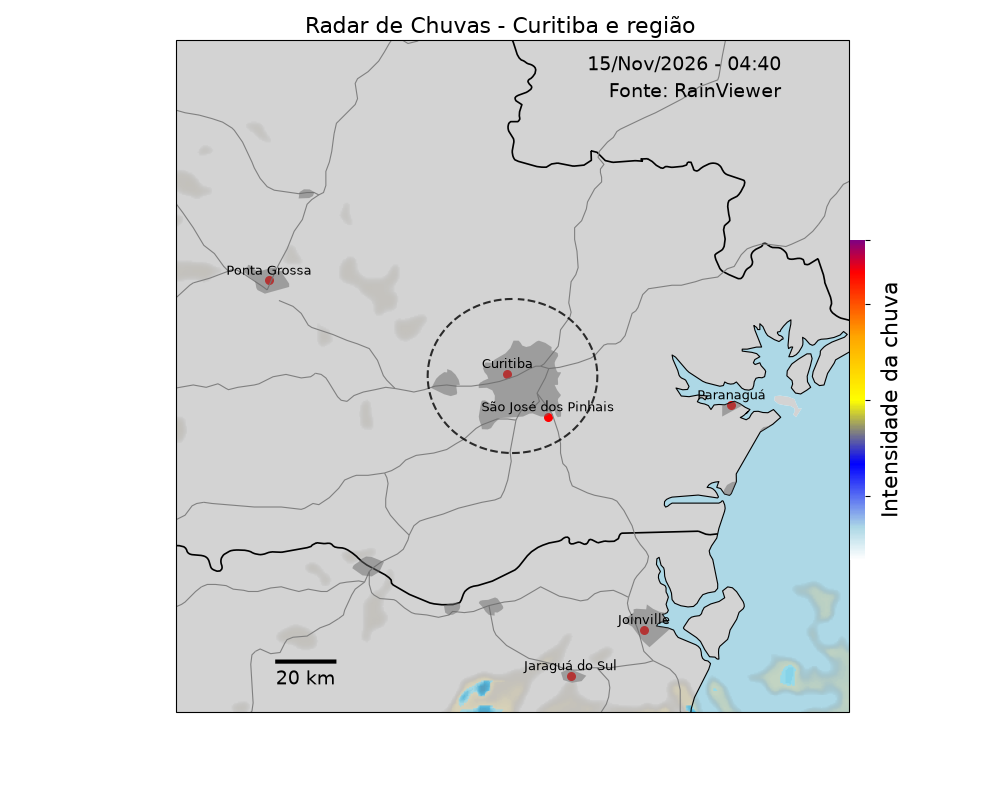 Radar de Chuvas - Curitiba e região
15/Nov/2026 - 04:40
Fonte: RainViewer
Ponta Grossa
Curitiba
São José dos Pinhais
Paranaguá
Intensidade da chuva
Joinville
Jaraguá do Sul
20 km